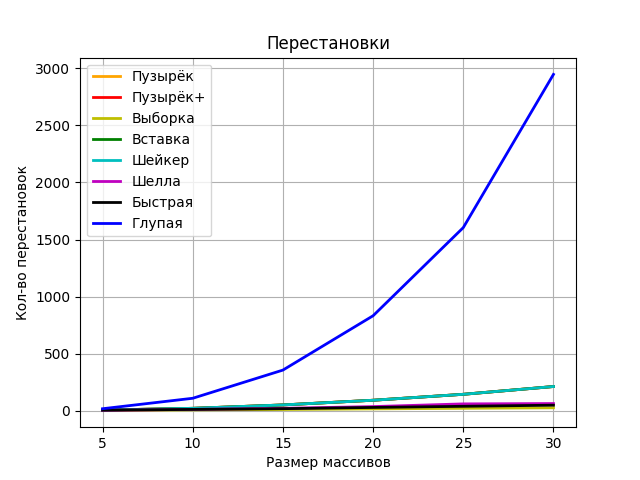 Перестановки
3000
2500
2000
1500
1000
500
0
Кол-во перестановок
Пузырёк
Пузырёк+
Выборка
Вставка
Шейкер
Шелла
Быстрая
Глупая
5 10 15 20 25 30
Размер массивов